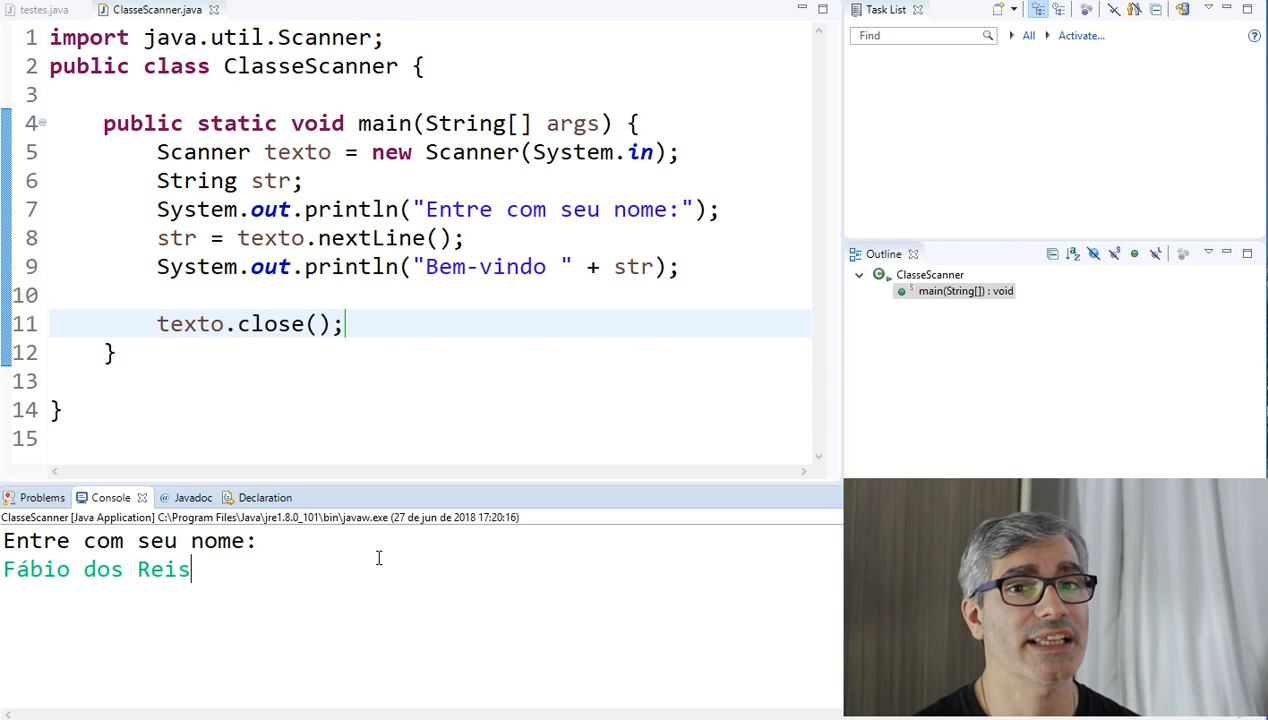 testes.java
ClasseScanner.java
1 import java.util.Scanner;
2 public class ClasseScanner {
3
4 public static void main(String[] args) {
5 Scanner texto = new Scanner(System.in);
6 String str;
7 System.out.println("Entre com seu nome:");
8 str = texto.nextLine();
9 System.out.println("Bem-vindo " + str);
10
11 texto.close();
12 }
13
14 }
15
Task List
Find
All
Activate...
Outline
ClasseScanner
main(String[]) : void
Problems
Console
Javadoc
Declaration
ClasseScanner [Java Application] C:\Program Files\Java\jre1.8.0_101\bin\javaw.exe (27 de jun de 2018 17:20:16)
Entre com seu nome:
Fábio dos Reis